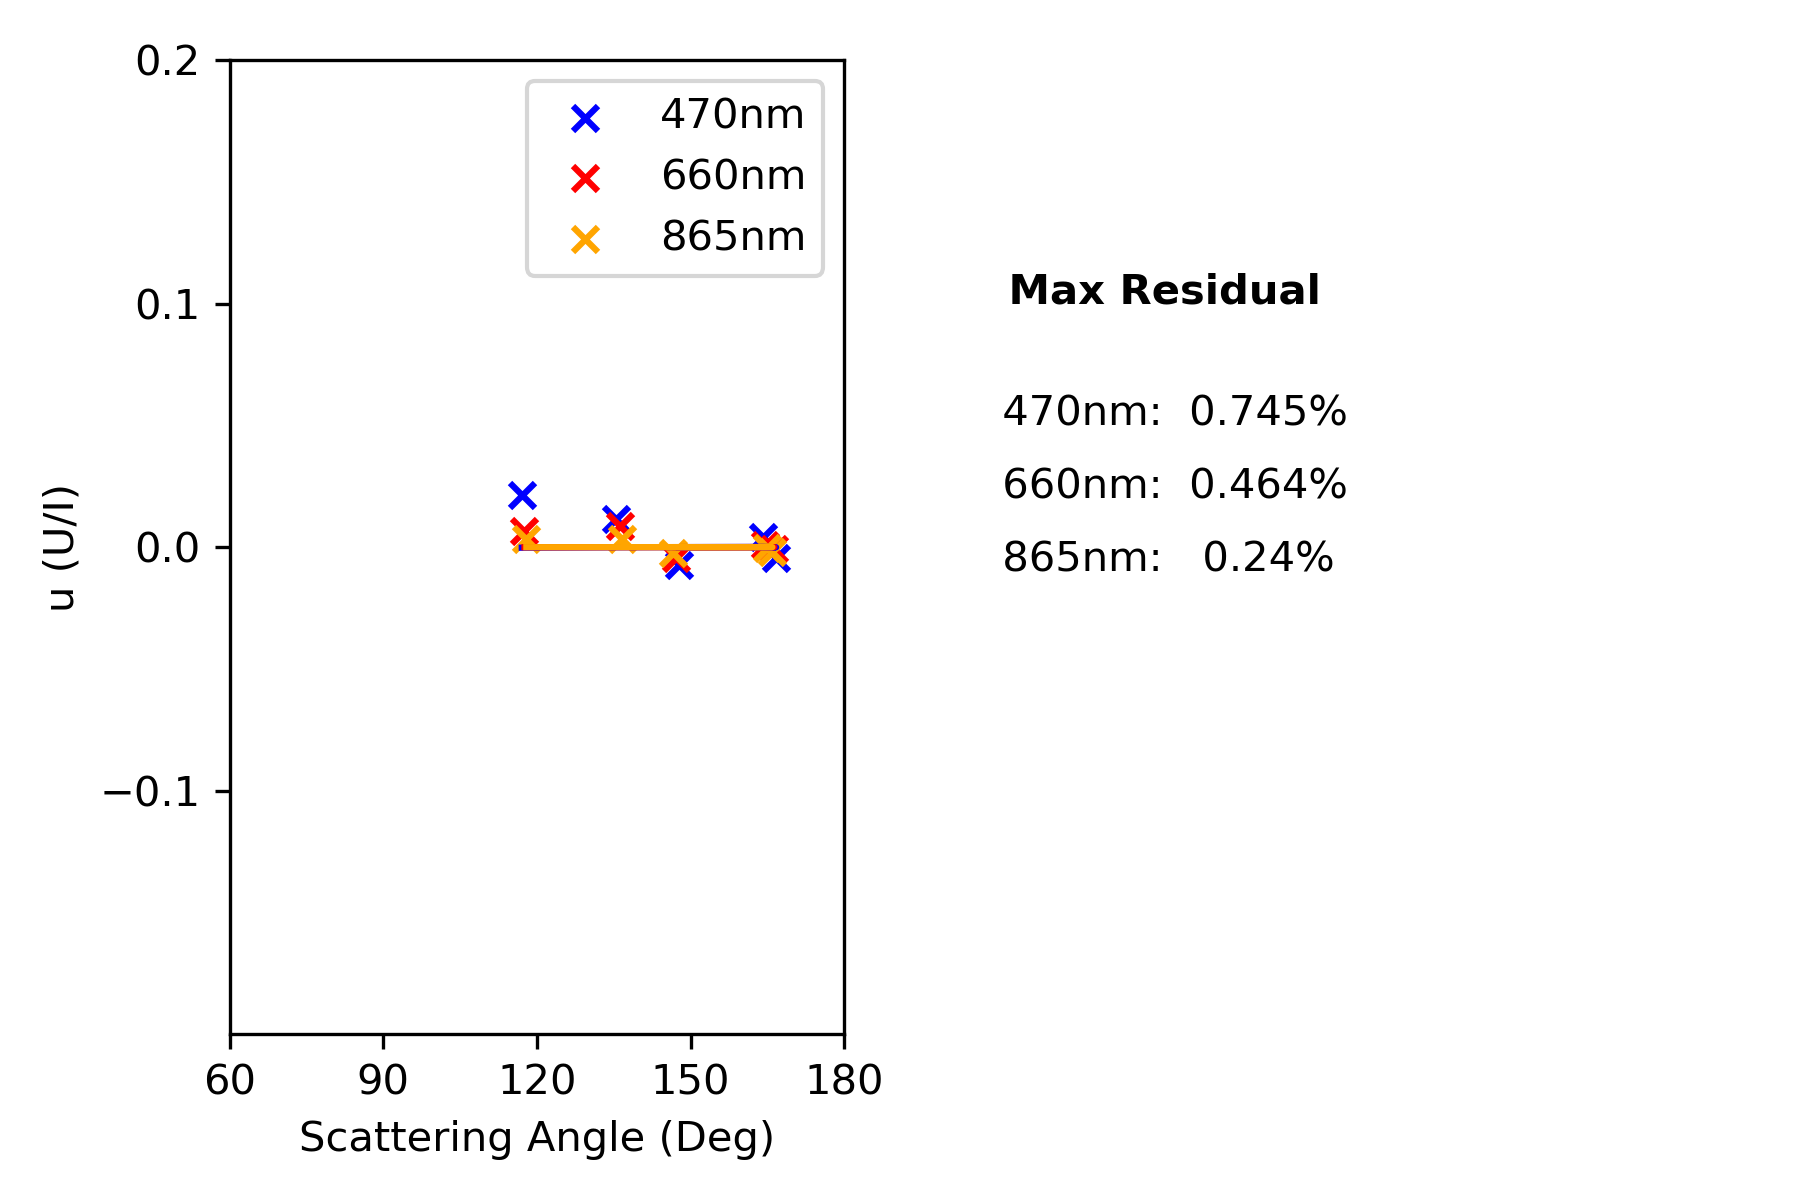 0.2
0.1
0.0
−0.1
u (U/I)
60 90 120 150 180
Scattering Angle (Deg)
470nm
660nm
865nm
Max Residual
470nm: 0.745%
660nm: 0.464%
865nm: 0.24%